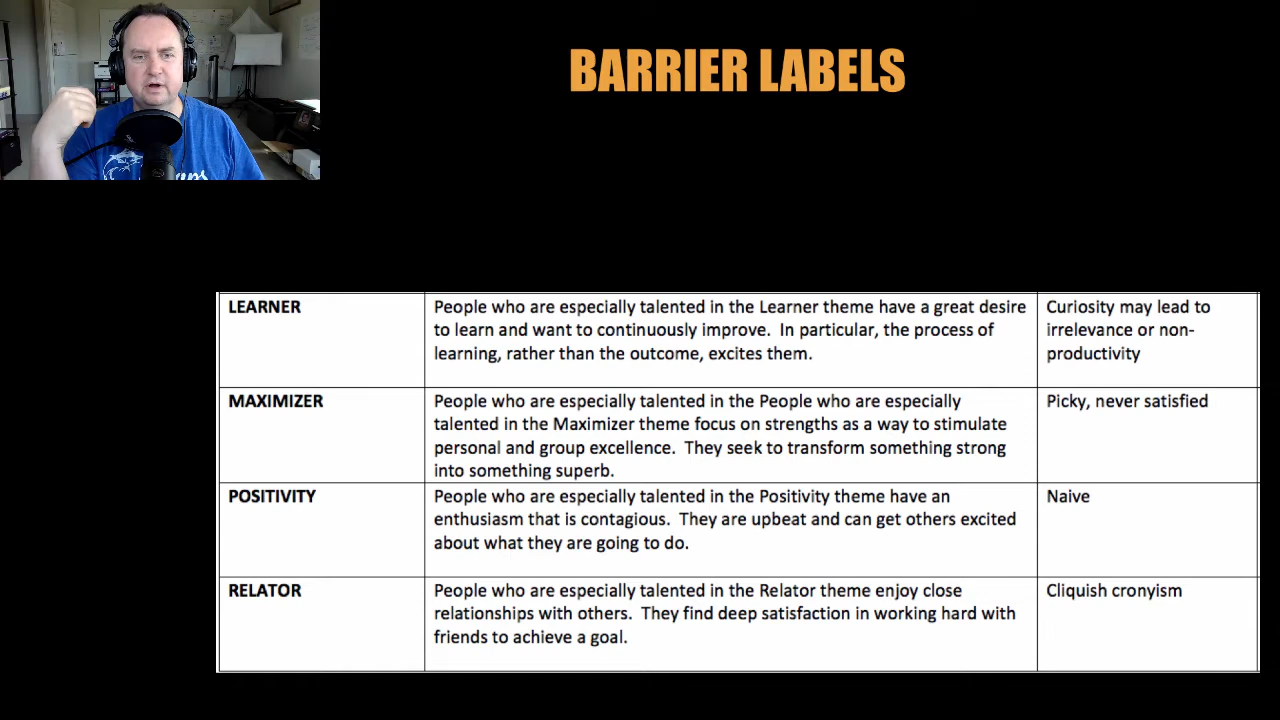 BARRIER LABELS
LEARNER
People who are especially talented in the Learner theme have a great desire
to learn and want to continuously improve. In particular, the process of
learning, rather than the outcome, excites them.
Curiosity may lead to
irrelevance or non-
productivity
MAXIMIZER
People who are especially talented in the People who are especially
talented in the Maximizer theme focus on strengths as a way to stimulate
personal and group excellence. They seek to transform something strong
into something superb.
Picky, never satisfied
POSITIVITY
People who are especially talented in the Positivity theme have an
enthusiasm that is contagious. They are upbeat and can get others excited
about what they are going to do.
Naive
RELATOR
People who are especially talented in the Relator theme enjoy close
relationships with others. They find deep satisfaction in working hard with
friends to achieve a goal.
Cliquish cronyism